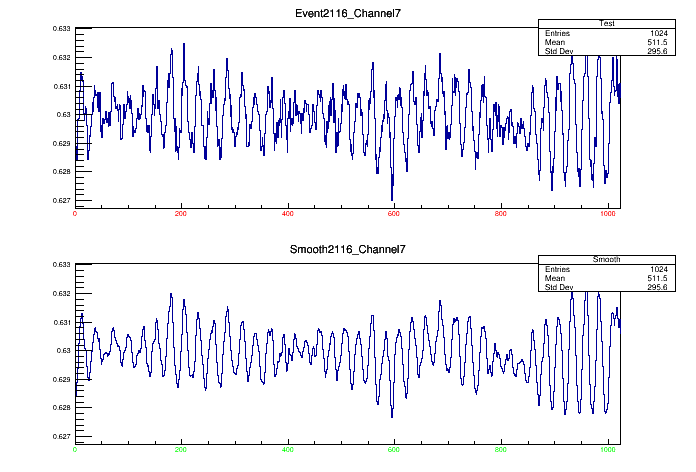 Event2116_Channel7
Test
Entries 1024
Mean 511.5
Std Dev 295.6
0.633
0.632
0.631
0.63
0.629
0.628
0.627
0 200 400 600 800 1000
Smooth2116_Channel7
Smooth
Entries 1024
Mean 511.5
Std Dev 295.6
0.633
0.632
0.631
0.63
0.629
0.628
0.627
0 200 400 600 800 1000